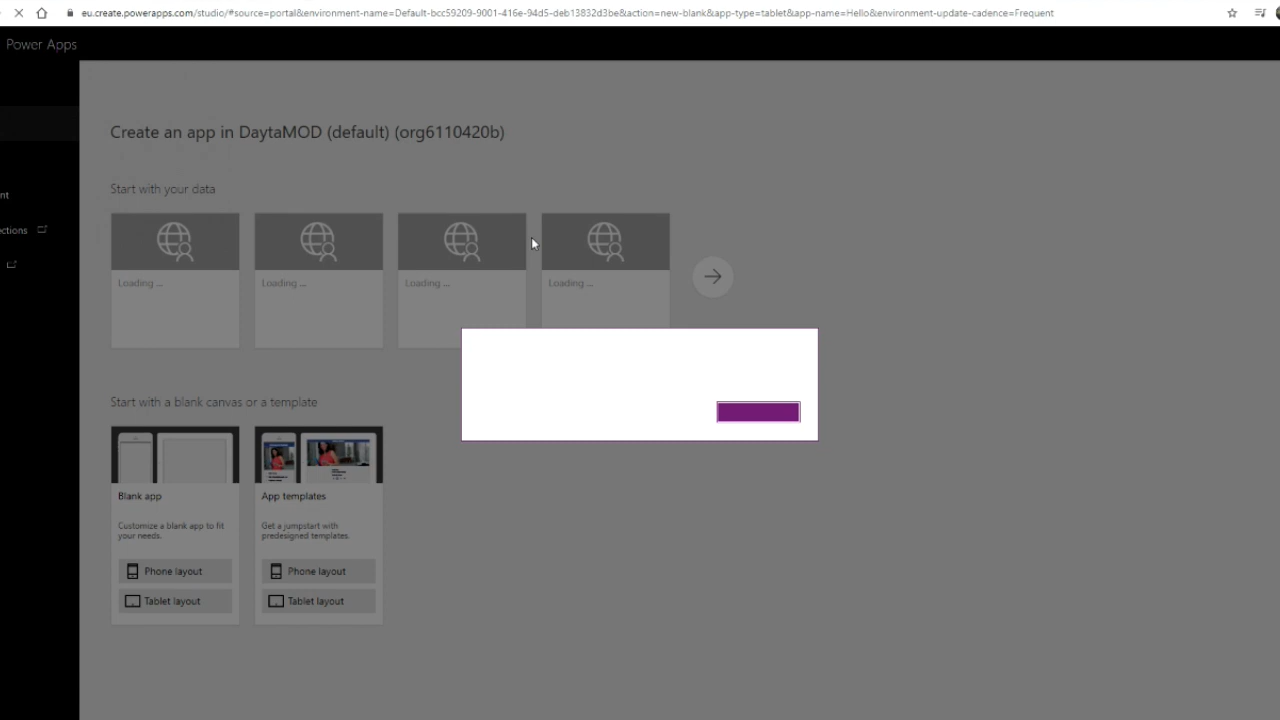 eu.create.powerapps.com/studio/#source=portal&environment-name=Default-bcc59209-9001-416e-94d5-deb13832d3be&action=new-blank&app-type=tablet&app-name=Hello&environment-update-cadence=Frequent
Power Apps
Create an app in DaytaMOD (default) (org6110420b)
Start with your data
nt
ections
Loading ...
Loading ...
Loading ...
Loading ...
Start with a blank canvas or a template
Blank app
Customize a blank app to fit
your needs.
Phone layout
Tablet layout
App templates
Get a jumpstart with
predesigned templates.
Phone layout
Tablet layout